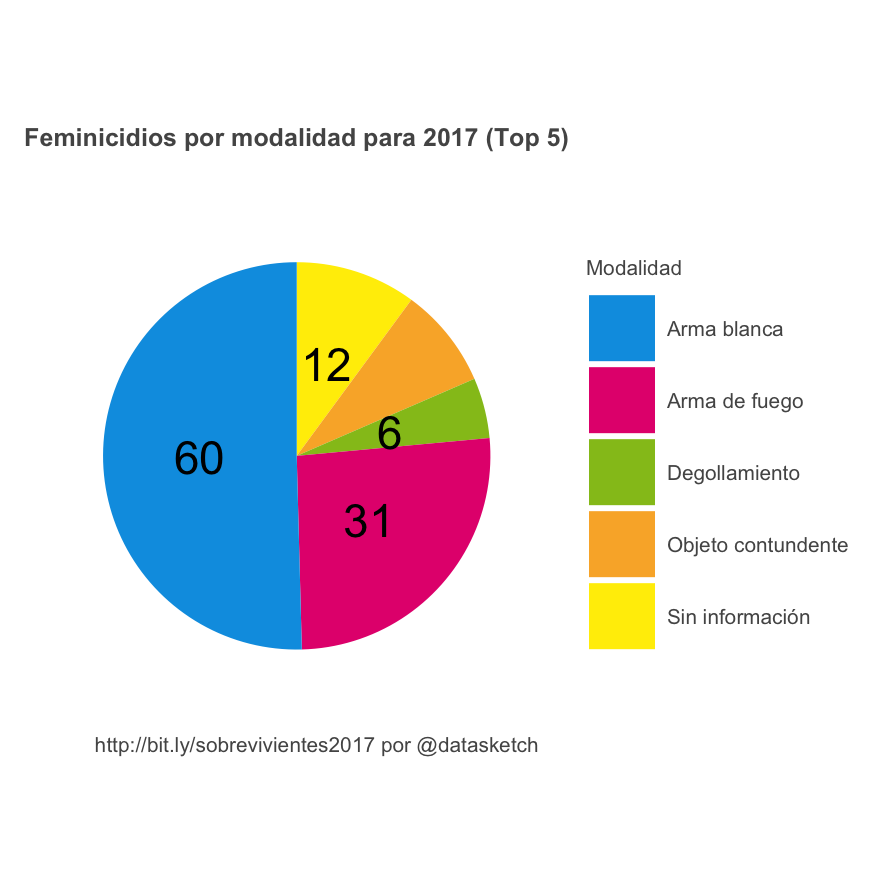 Feminicidios por modalidad para 2017 (Top 5)
Modalidad
Arma blanca
Arma de fuego
Degollamiento
Objeto contundente
Sin información
12
6
60
31
http://bit.ly/sobrevivientes2017 por @datasketch